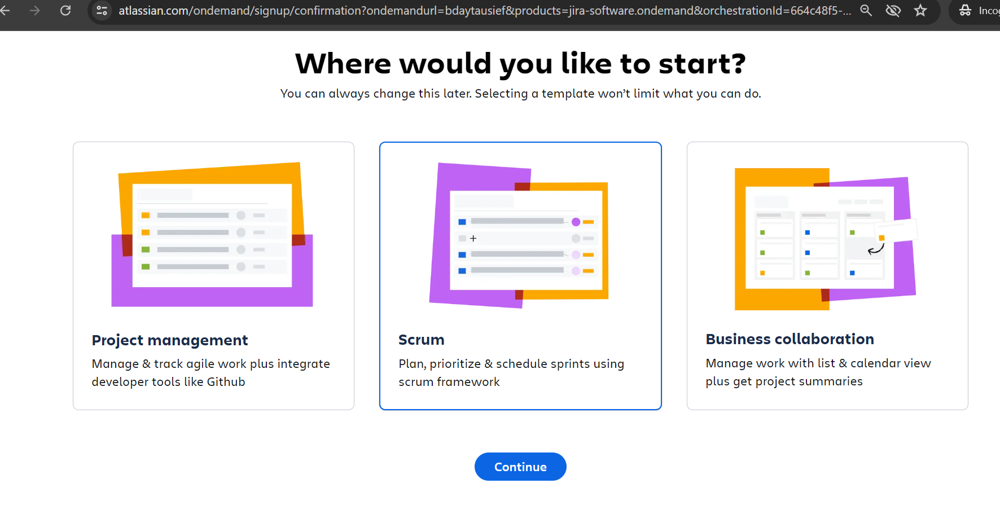 atlassian.com/ondemand/signup/confirmation?ondemandurl=bdaytausief&products=jira-software.ondemand&orchestrationId=664c48f5-...
Where would you like to start?
You can always change this later. Selecting a template won’t limit what you can do.
Project management
Manage & track agile work plus integrate
developer tools like Github
Scrum
Plan, prioritize & schedule sprints using
scrum framework
Business collaboration
Manage work with list & calendar view
plus get project summaries
Continue